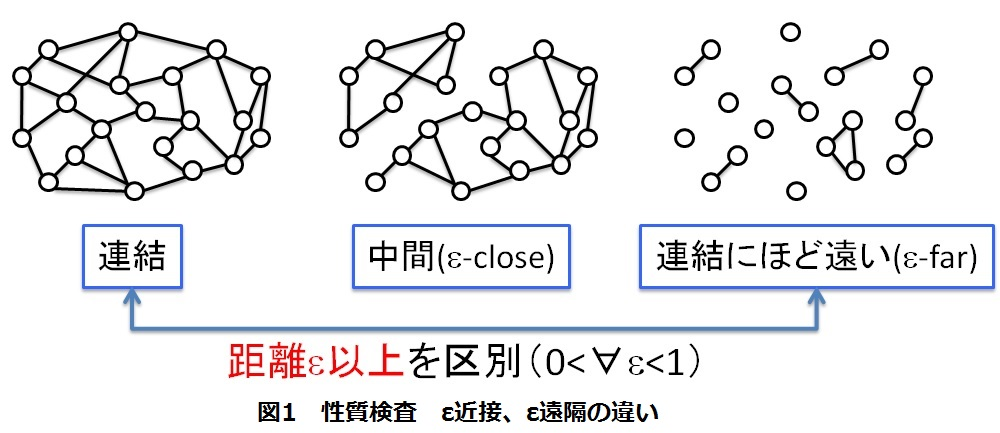 連結
中間(ε-close)
連結にほど遠い(ε-far)
距離ε以上を区別(0<∀ε<1)
図1 性質検査 ε近接、ε遠隔の違い